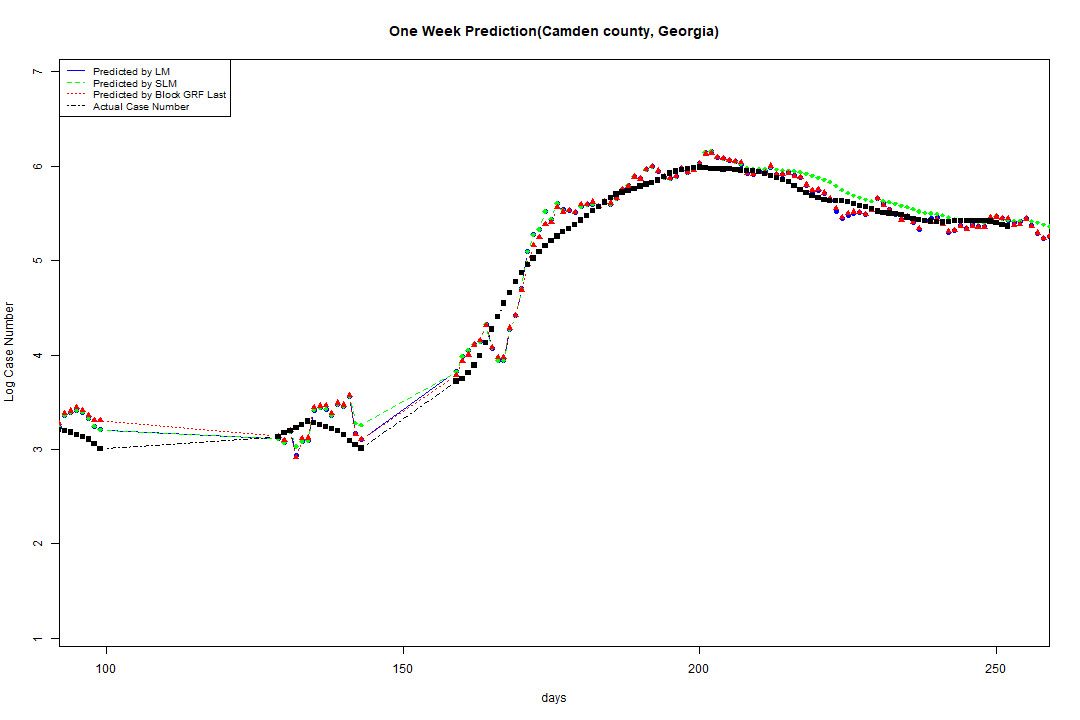 One Week Prediction(Camden county, Georgia)
Predicted by LM
Predicted by SLM
Predicted by Block GRF Last
Actual Case Number
7
6
5
4
3
2
1
Log Case Number
100 150 200 250
days